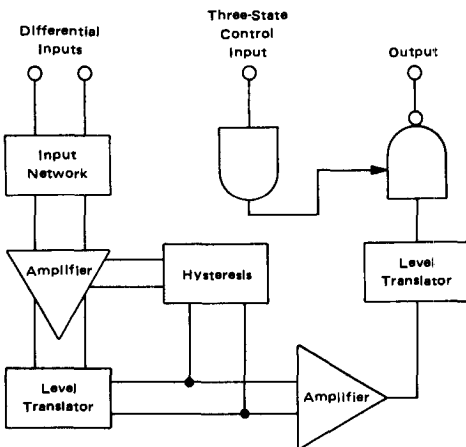 Differential
Inputs
Three-State
Control
Input
Output
Input
Network
Amplifier
Hysteresis
Level
Translator
Level
Translator
Amplifier